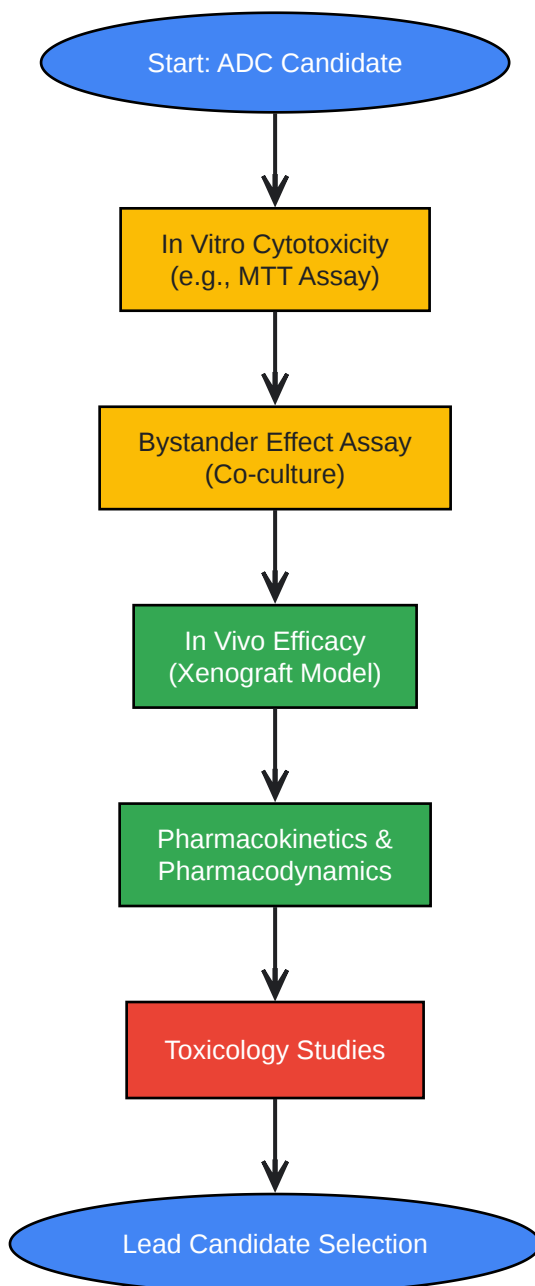 Start: ADC Candidate
In Vitro Cytotoxicity
(e.g., MTT Assay)
Bystander Effect Assay
(Co-culture)
In Vivo Efficacy
(Xenograft Model)
Pharmacokinetics &
Pharmacodynamics
Toxicology Studies
Lead Candidate Selection